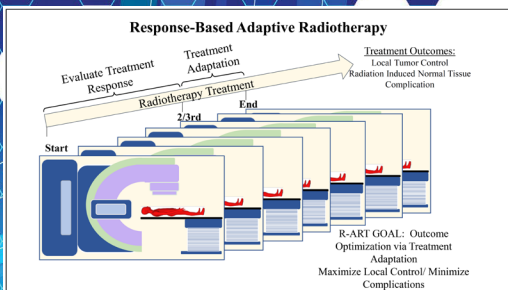 Response-Based Adaptive Radiotherapy
Treatment Outcomes:
Local Tumor Control
Radiation Induced Normal Tissue
Complication
Treatment
Adaptation
Evaluate Treatment
Response
Radiotherapy Treatment
Start
2/3rd
End
R-ART GOAL: Outcome
Optimization via Treatment
Adaptation
Maximize Local Control/ Minimize
Complications